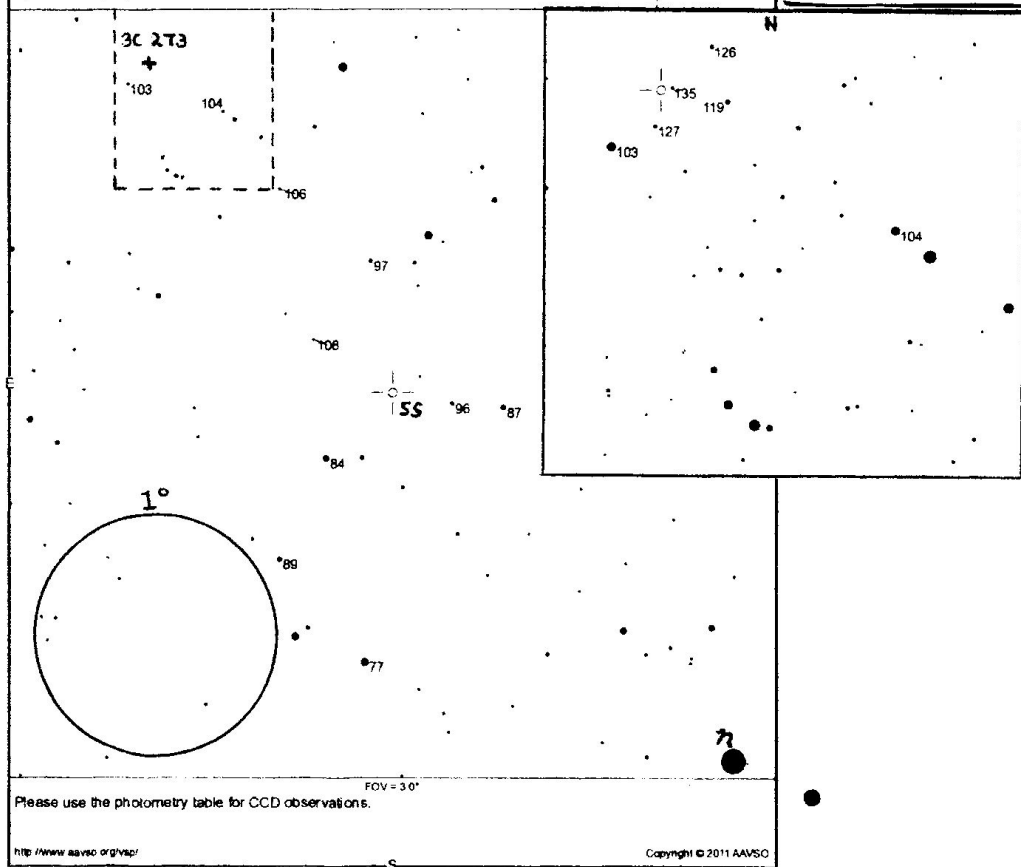 N
3C 273
103
104
106
97
108
SS
96
87
84
1°
89
77
η
E
126
135
119
127
103
104
FOV = 3.0°
Please use the photometry table for CCD observations.
http://www.aavso.org/vsp/
Copyright © 2011 AAVSO
S